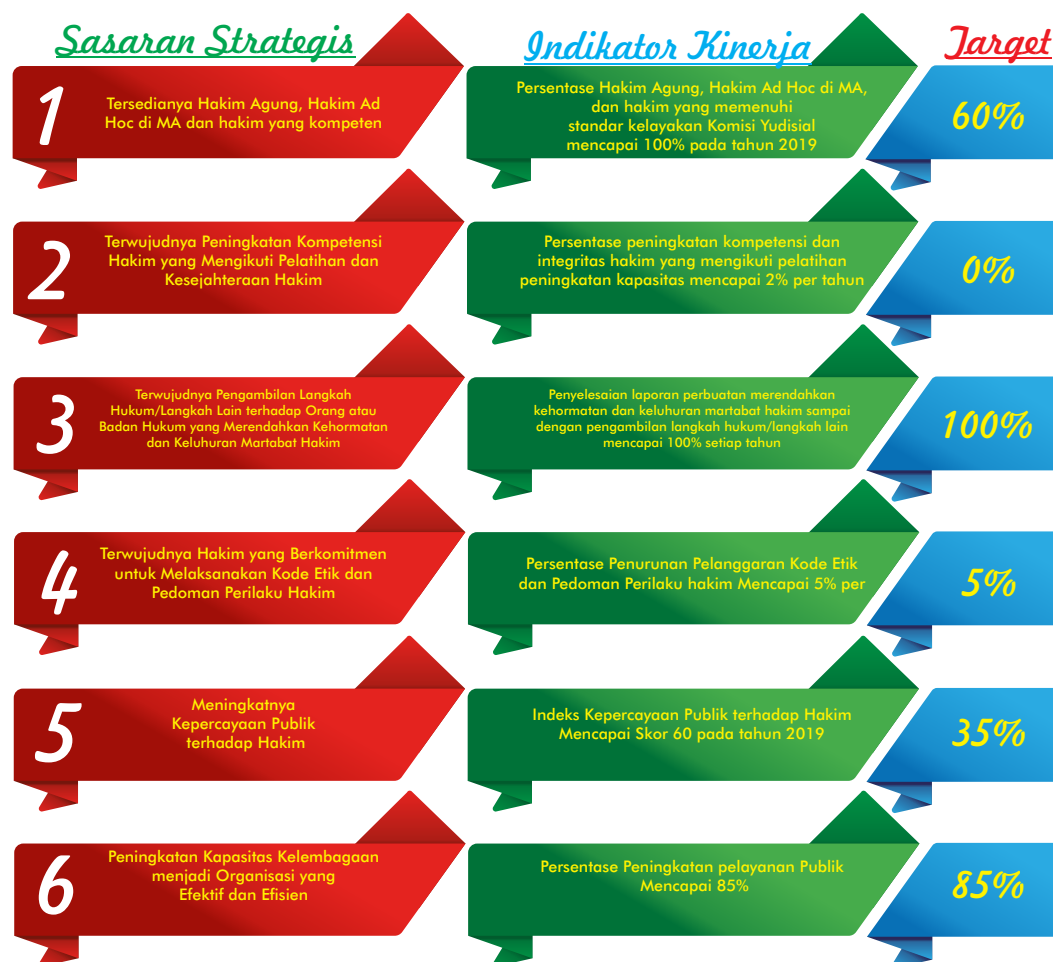 Sasaran Strategis
Indikator Kinerja
Target
1
Tersedianya Hakim Agung, Hakim Ad
Hoc di MA dan hakim yang kompeten
Persentase Hakim Agung, Hakim Ad Hoc di MA,
dan hakim yang memenuhi
standar kelayakan Komisi Yudisial
mencapai 100% pada tahun 2019
60%
2
Terwujudnya Peningkatan Kompetensi
Hakim yang Mengikuti Pelatihan dan
Kesejahteraan Hakim
Persentase peningkatan kompetensi dan
integritas hakim yang mengikuti pelatihan
peningkatan kapasitas mencapai 2% per tahun
0%
3
Terwujudnya Pengambilan Langkah
Hukum/Langkah Lain terhadap Orang atau
Badan Hukum yang Merendahkan Kehormatan
dan Keluhuran Martabat Hakim
Penyelesaian laporan perbuatan merendahkan
kehormatan dan keluhuran martabat hakim sampai
dengan pengambilan langkah hukum/langkah lain
mencapai 100% setiap tahun
100%
4
Terwujudnya Hakim yang Berkomitmen
untuk Melaksanakan Kode Etik dan
Pedoman Perilaku Hakim
Persentase Penurunan Pelanggaran Kode Etik
dan Pedoman Perilaku hakim Mencapai 5% per
5%
5
Meningkatnya
Kepercayaan Publik
terhadap Hakim
Indeks Kepercayaan Publik terhadap Hakim
Mencapai Skor 60 pada tahun 2019
35%
6
Peningkatan Kapasitas Kelembagaan
menjadi Organisasi yang
Efektif dan Efisien
Persentase Peningkatan pelayanan Publik
Mencapai 85%
85%